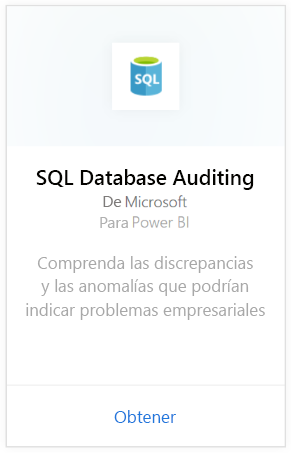 SQL
SQL Database Auditing
De Microsoft
Para Power BI
Comprenda las discrepancias
y las anomalías que podrían
indicar problemas empresariales
Obtener